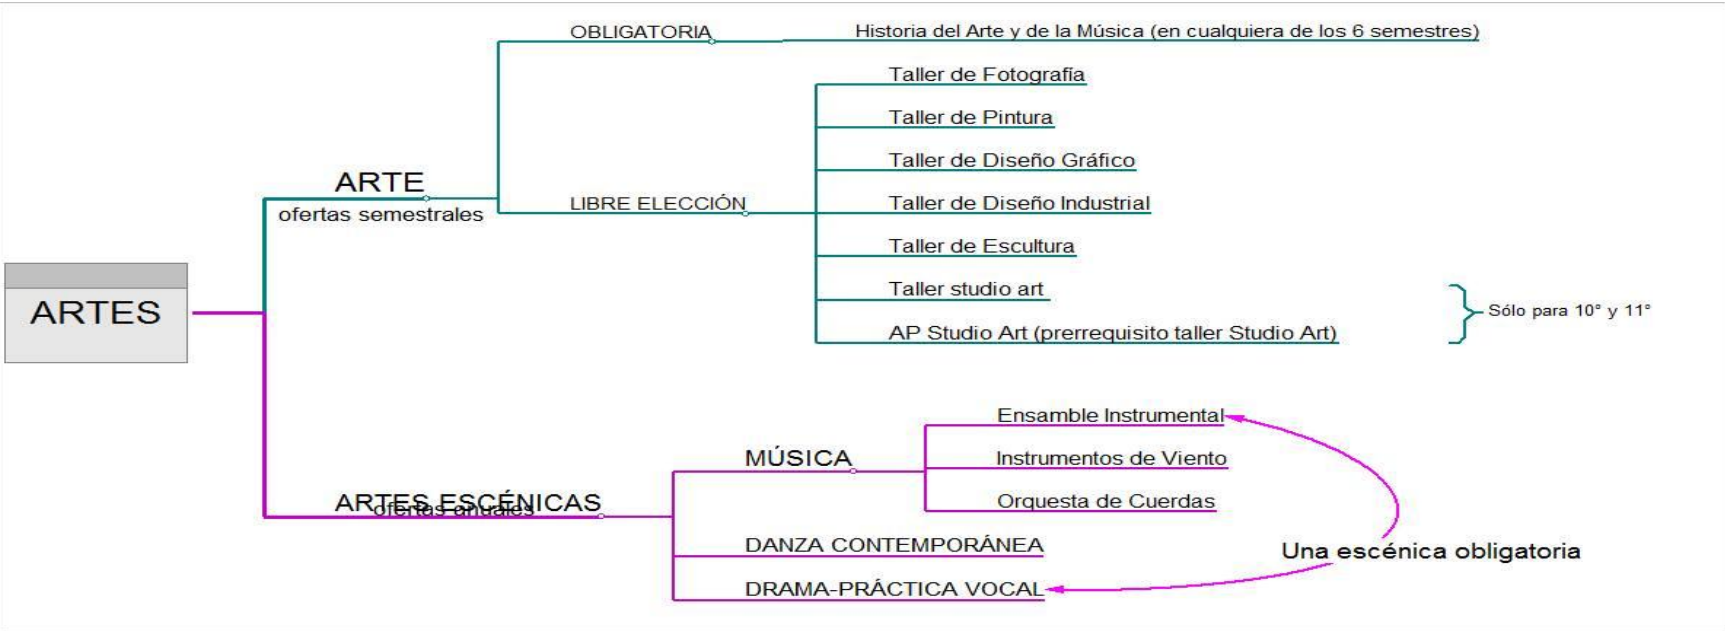 ARTES
ARTE
ofertas semestrales
OBLIGATORIA
Historia del Arte y de la Música (en cualquiera de los 6 semestres)
LIBRE ELECCIÓN
Taller de Fotografía
Taller de Pintura
Taller de Diseño Gráfico
Taller de Diseño Industrial
Taller de Escultura
Taller studio art
AP Studio Art (prerrequisito taller Studio Art)
Sólo para 10° y 11°
ARTES ESCÉNICAS
ofertas anuales
MÚSICA
Ensamble Instrumental
Instrumentos de Viento
Orquesta de Cuerdas
DANZA CONTEMPORÁNEA
DRAMA-PRÁCTICA VOCAL
Una escénica obligatoria